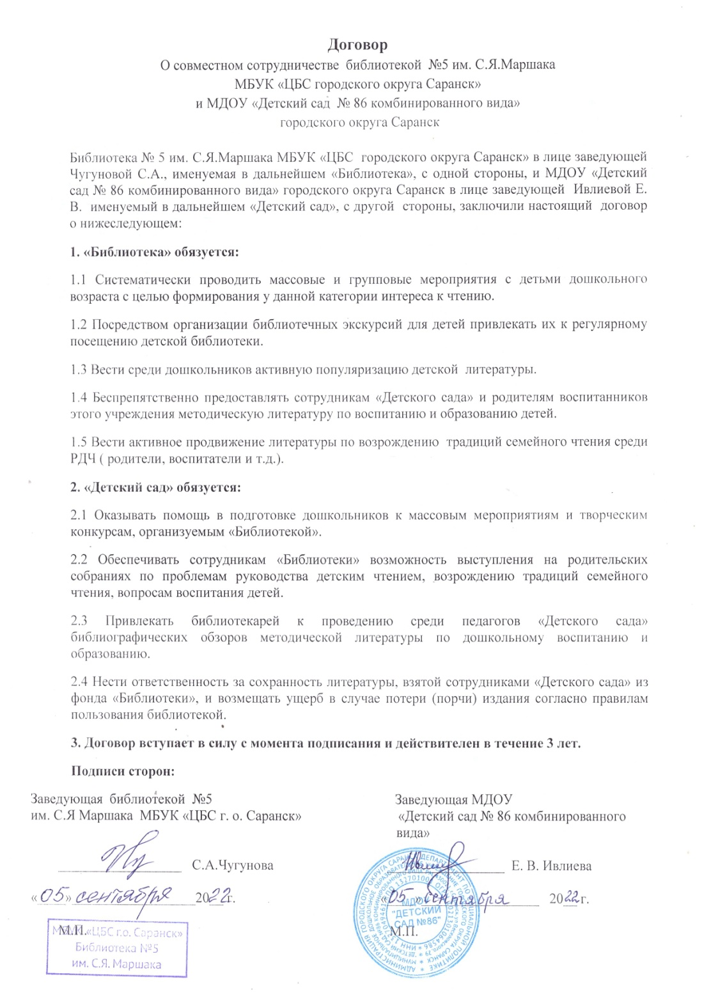 Договор
О совместном сотрудничестве библиотекой №5 им. С.Я.Маршака
МБУК «ЦБС городского округа Саранск»
и МДОУ «Детский сад № 86 комбинированного вида»
городского округа Саранск
Библиотека № 5 им. С.Я.Маршака МБУК «ЦБС городского округа Саранск» в лице заведующей
Чугуновой С.А., именуемая в дальнейшем «Библиотека», с одной стороны, и МДОУ «Детский
сад № 86 комбинированного вида» городского округа Саранск в лице заведующей Ивлиевой Е.
В. именуемый в дальнейшем «Детский сад», с другой стороны, заключили настоящий договор
о нижеследующем:
1. «Библиотека» обязуется:
1.1 Систематически проводить массовые и групповые мероприятия с детьми дошкольного
возраста с целью формирования у данной категории интереса к чтению.
1.2 Посредством организации библиотечных экскурсий для детей привлекать их к регулярному
посещению детской библиотеки.
1.3 Вести среди дошкольников активную популяризацию детской литературы.
1.4 Беспрепятственно предоставлять сотрудникам «Детского сада» и родителям воспитанников
этого учреждения методическую литературу по воспитанию и образованию детей.
1.5 Вести активное продвижение литературы по возрождению традиций семейного чтения среди
РДЧ ( родители, воспитатели и т.д.).
2. «Детский сад» обязуется:
2.1 Оказывать помощь в подготовке дошкольников к массовым мероприятиям и творческим
конкурсам, организуемым «Библиотекой».
2.2 Обеспечивать сотрудникам «Библиотеки» возможность выступления на родительских
собраниях по проблемам руководства детским чтением, возрождению традиций семейного
чтения, вопросам воспитания детей.
2.3 Привлекать библиотекарей к проведению среди педагогов «Детского сада»
библиографических обзоров методической литературы по дошкольному воспитанию и
образованию.
2.4 Нести ответственность за сохранность литературы, взятой сотрудниками «Детского сада» из
фонда «Библиотеки», и возмещать ущерб в случае потери (порчи) издания согласно правилам
пользования библиотекой.
3. Договор вступает в силу с момента подписания и действителен в течение 3 лет.
Подписи сторон:
Заведующая библиотекой №5
им. С.Я Маршака МБУК «ЦБС г. о. Саранск»
С.А.Чугунова
«05» сентября 2022г.
М.П.
МБУК «ЦБС г.о. Саранск»
Библиотека №5
им. С.Я. Маршака
Заведующая МДОУ
«Детский сад № 86 комбинированного
вида»
Е. В. Ивлиева
«05» сентября 2022г.
МДОУ
"ДЕТСКИЙ
САД №86"
М.П.